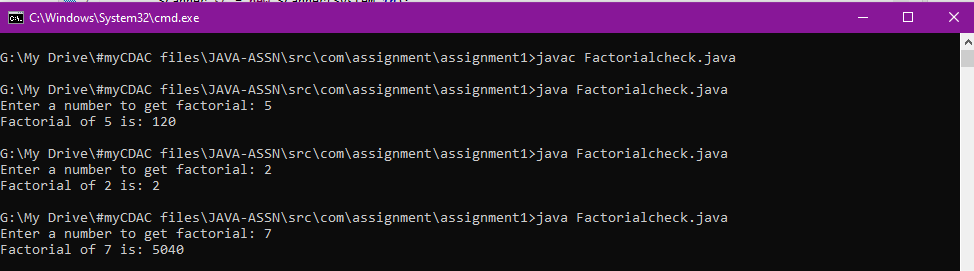 C:\Windows\System32\cmd.exe
G:\My Drive\#myCDAC files\JAVA-ASSN\src\com\assignment\assignment1>javac Factorialcheck.java
G:\My Drive\#myCDAC files\JAVA-ASSN\src\com\assignment\assignment1>java Factorialcheck.java
Enter a number to get factorial: 5
Factorial of 5 is: 120
G:\My Drive\#myCDAC files\JAVA-ASSN\src\com\assignment\assignment1>java Factorialcheck.java
Enter a number to get factorial: 2
Factorial of 2 is: 2
G:\My Drive\#myCDAC files\JAVA-ASSN\src\com\assignment\assignment1>java Factorialcheck.java
Enter a number to get factorial: 7
Factorial of 7 is: 5040